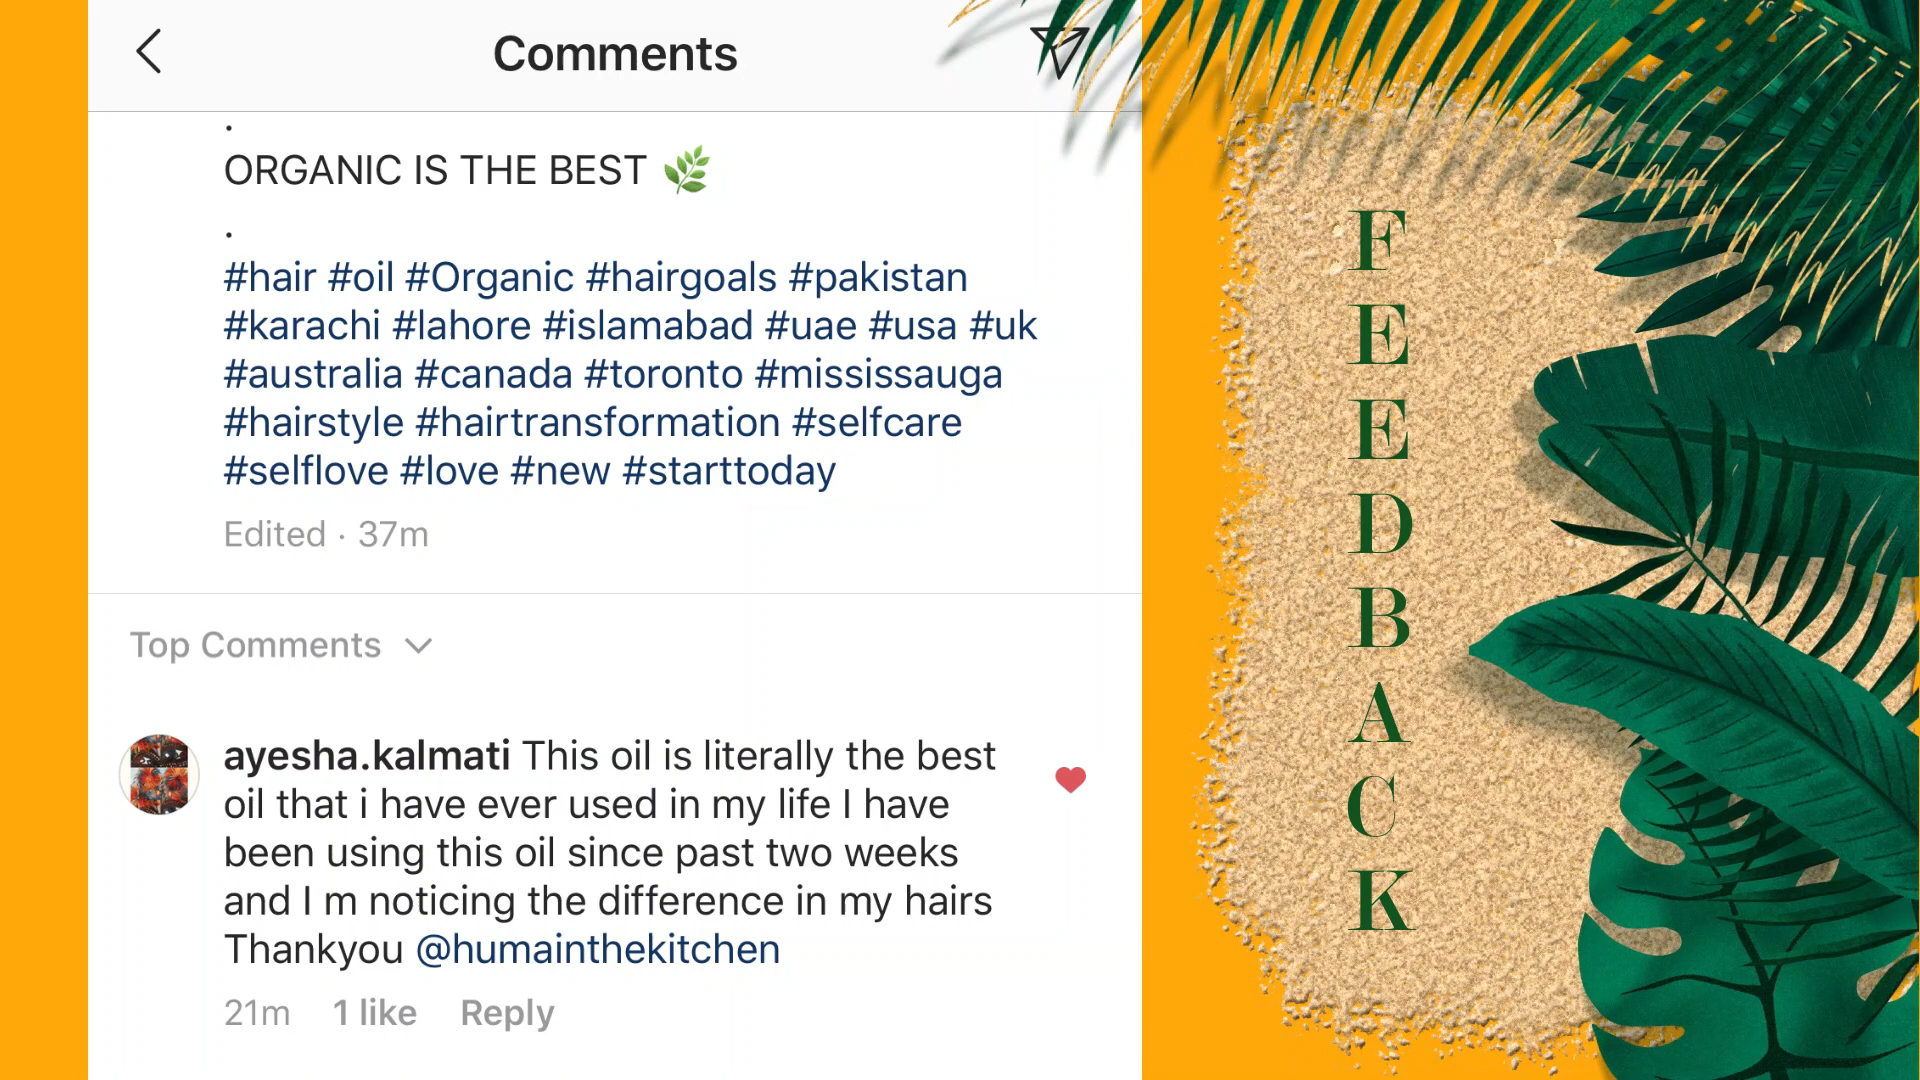 Comments
.
ORGANIC IS THE BEST 🌿
.
#hair #oil #Organic #hairgoals #pakistan
#karachi #lahore #islamabad #uae #usa #uk
#australia #canada #toronto #mississauga
#hairstyle #hairtransformation #selfcare
#selflove #love #new #starttoday
Edited · 37m
Top Comments
ayesha.kalmati This oil is literally the best
oil that i have ever used in my life I have
been using this oil since past two weeks
and I m noticing the difference in my hairs
Thankyou @humainthekitchen
21m 1 like Reply
FEEDBACK